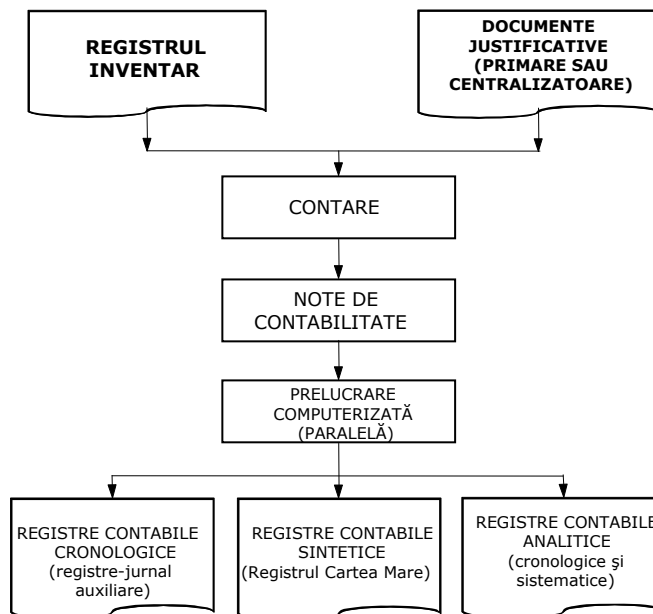 REGISTRUL
INVENTAR
DOCUMENTE
JUSTIFICATIVE
(PRIMARE SAU
CENTRALIZATOARE)
CONTARE
NOTE DE
CONTABILITATE
PRELUCRARE
COMPUTERIZATĂ
(PARALELĂ)
REGISTRE CONTABILE
CRONOLOGICE
(registre-jurnal
auxiliare)
REGISTRE CONTABILE
SINTETICE
(Registrul Cartea Mare)
REGISTRE CONTABILE
ANALITICE
(cronologice şi
sistematice)